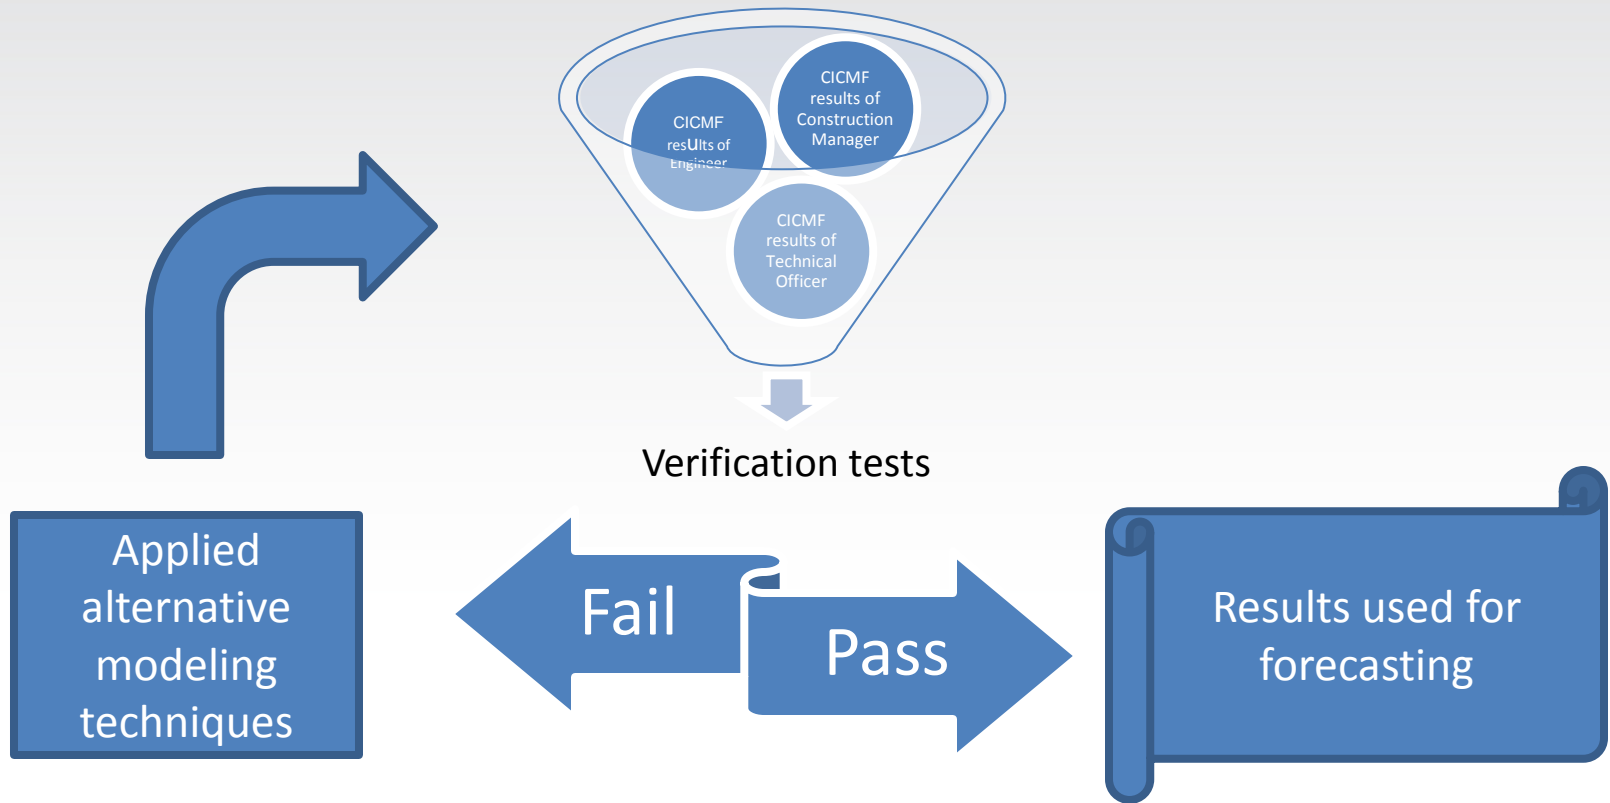 CICMF
results of
Construction
Manager
CICMF
resUlts of
Engineer
CICMF
results of
Technical
Officer
Verification tests
Fail
Pass
Applied
alternative
modeling
techniques
Results used for
forecasting